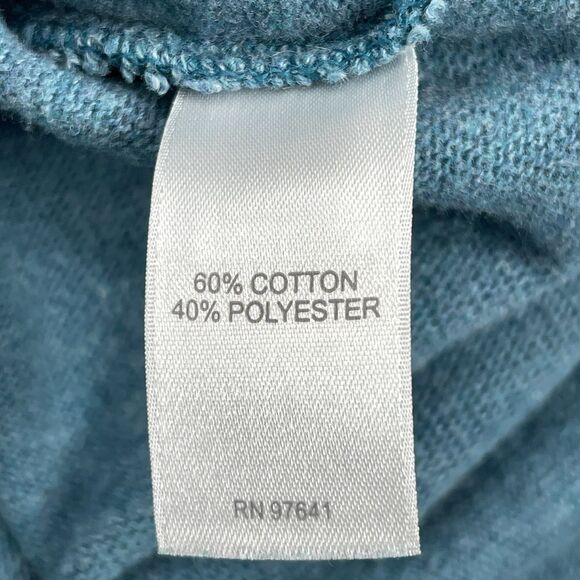 60% COTTON
40% POLYESTER
RN 97641